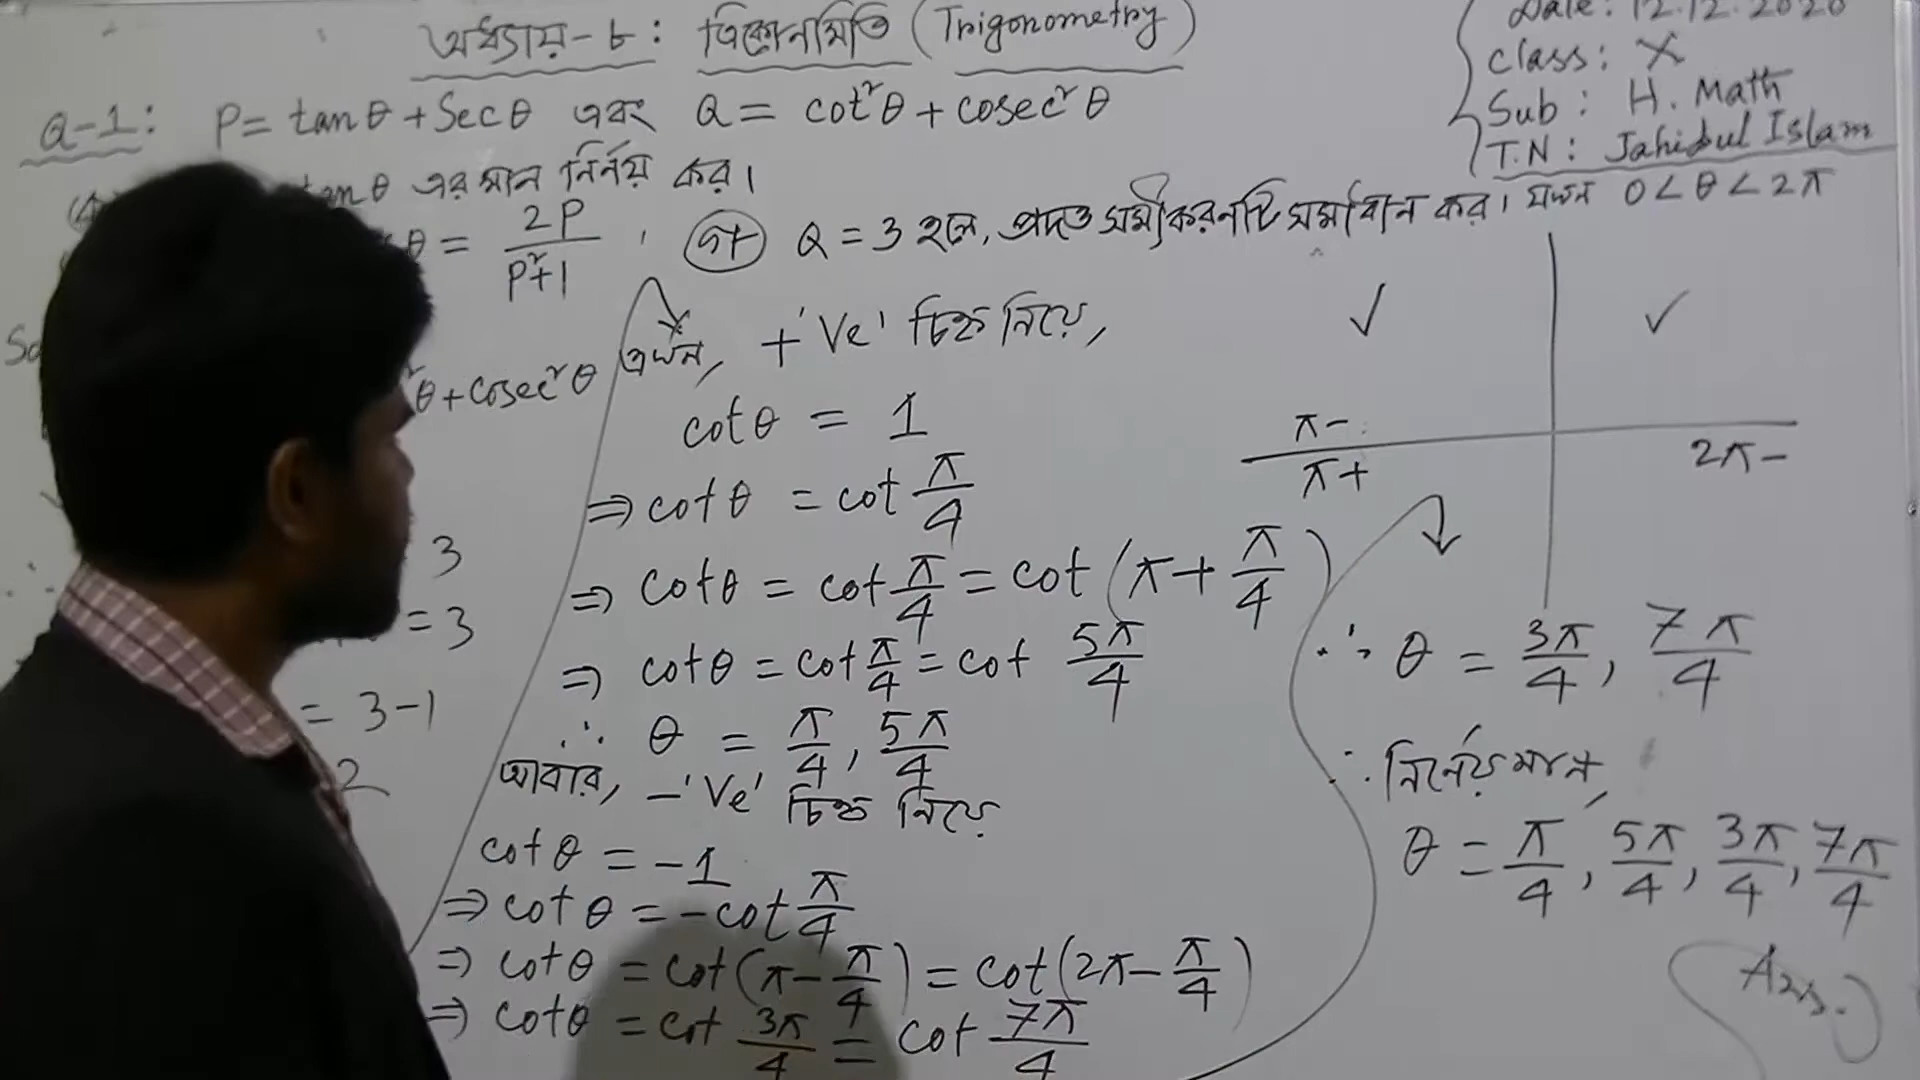 অধ্যায়-৮: ত্রিকোনমিতি (Trigonometry)
Date: 12.12.2020
Class: X
Sub: H. Math
T.N: Jahidul Islam
Q-1: P = tanθ + Secθ এবং Q = cot²θ + cosec²θ
tanθ এর মান নির্নয় কর।
θ = 2P/P²+1,
গ Q = 3 হলে, প্রদত্ত সমীকরনটি সমাধান কর। যখন 0 < θ < 2π
θ + cosec²θ
3
= 3
= 3-1
2
এখন, +'Ve' চিহ্ন নিয়ে,
cotθ = 1
⇒ cotθ = cot π/4
⇒ cotθ = cot π/4 = cot (π + π/4)
⇒ cotθ = cot π/4 = cot 5π/4
∴ θ = π/4, 5π/4
আবার, -'Ve' চিহ্ন নিয়ে
cotθ = -1
⇒ cotθ = -cot π/4
⇒ cotθ = cot(π - π/4) = cot(2π - π/4)
⇒ cotθ = cot 3π/4 = cot 7π/4
✓ ✓
π-
π+ 2π-
∴ θ = 3π/4, 7π/4
∴ নির্নেয় মান,
θ = π/4, 5π/4, 3π/4, 7π/4
Ans.